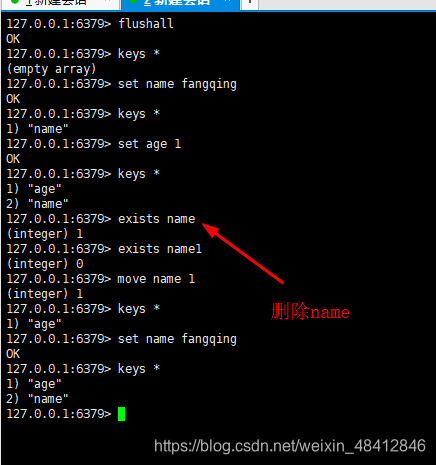 1 新建会话
2 新建会话
127.0.0.1:6379> flushall
OK
127.0.0.1:6379> keys *
(empty array)
127.0.0.1:6379> set name fangqing
OK
127.0.0.1:6379> keys *
1) "name"
127.0.0.1:6379> set age 1
OK
127.0.0.1:6379> keys *
1) "age"
2) "name"
127.0.0.1:6379> exists name
(integer) 1
127.0.0.1:6379> exists name1
(integer) 0
127.0.0.1:6379> move name 1
(integer) 1
127.0.0.1:6379> keys *
1) "age"
删除name
127.0.0.1:6379> set name fangqing
OK
127.0.0.1:6379> keys *
1) "age"
2) "name"
127.0.0.1:6379>
https://blog.csdn.net/weixin_48412846